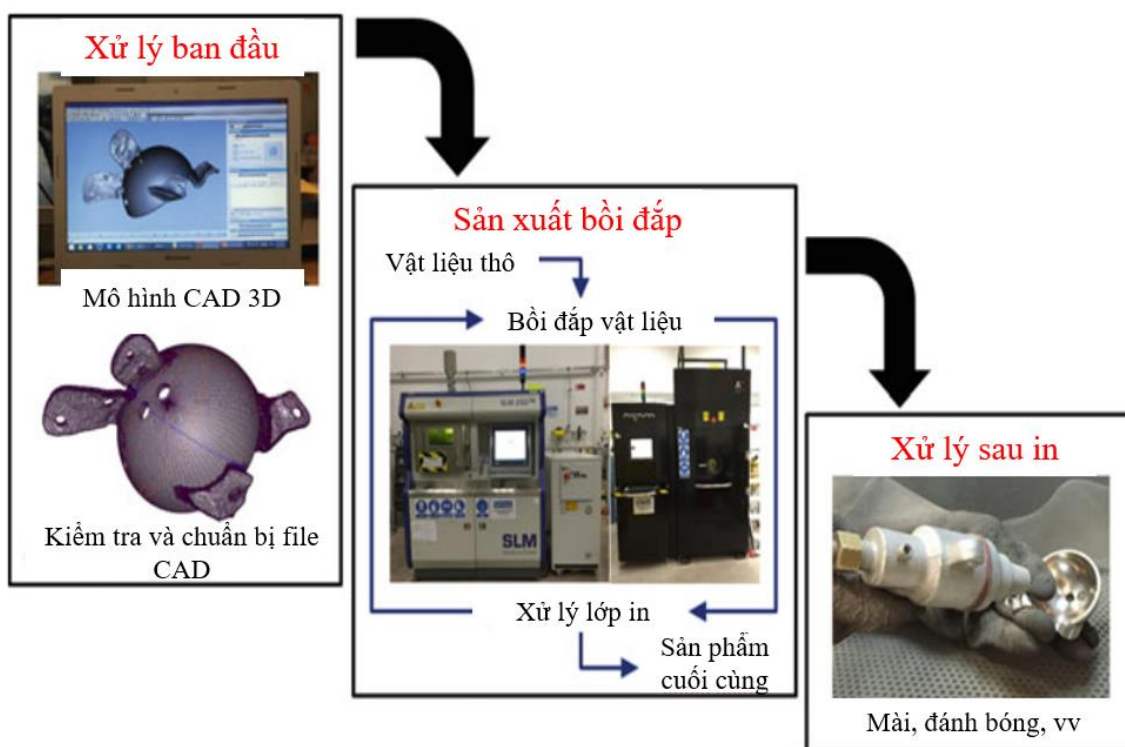 Xử lý ban đầu
Mô hình CAD 3D
Kiểm tra và chuẩn bị file
CAD
Sản xuất bồi đắp
Vật liệu thô
Bồi đắp vật liệu
SLM
Xử lý lớp in
Sản phẩm
cuối cùng
Xử lý sau in
Mài, đánh bóng, vv